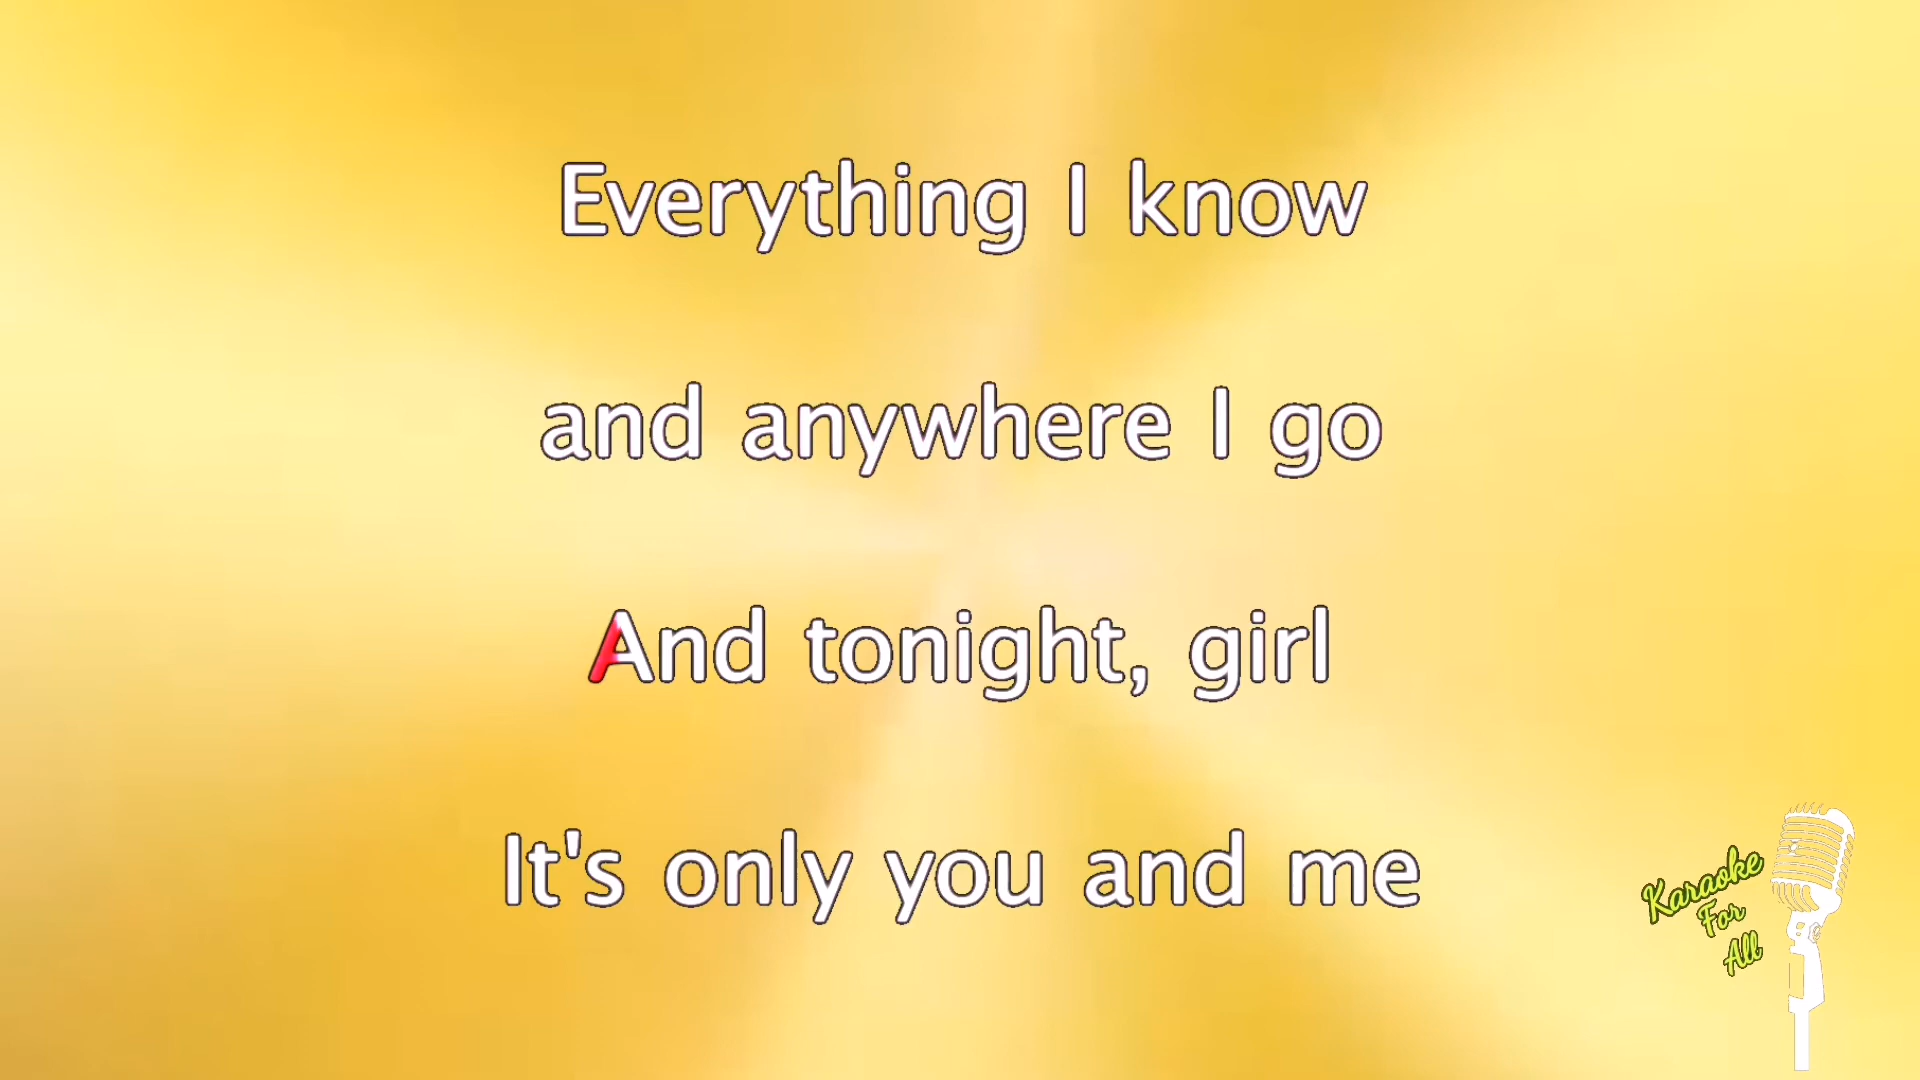 Everything I know
and anywhere I go
And tonight, girl
It's only you and me
Karaoke
For
All